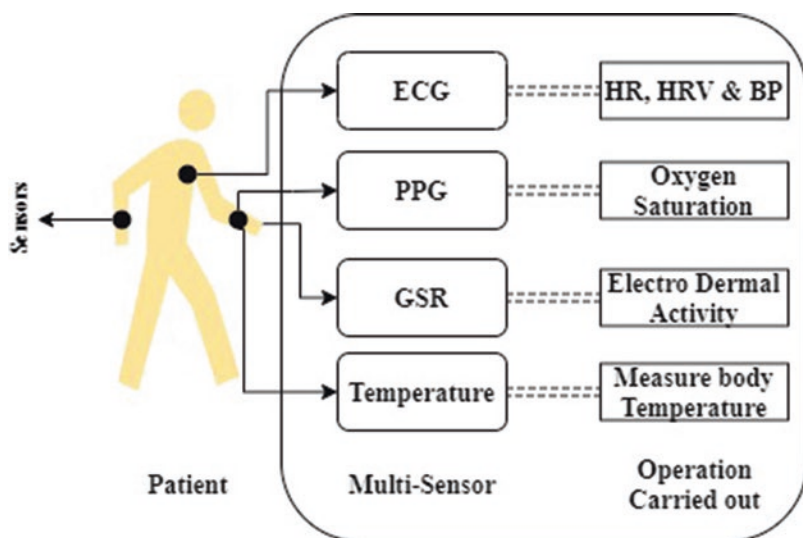 Sensors
ECG
HR, HRV & BP
PPG
Oxygen
Saturation
GSR
Electro Dermal
Activity
Temperature
Measure body
Temperature
Patient
Multi-Sensor
Operation
Carried out